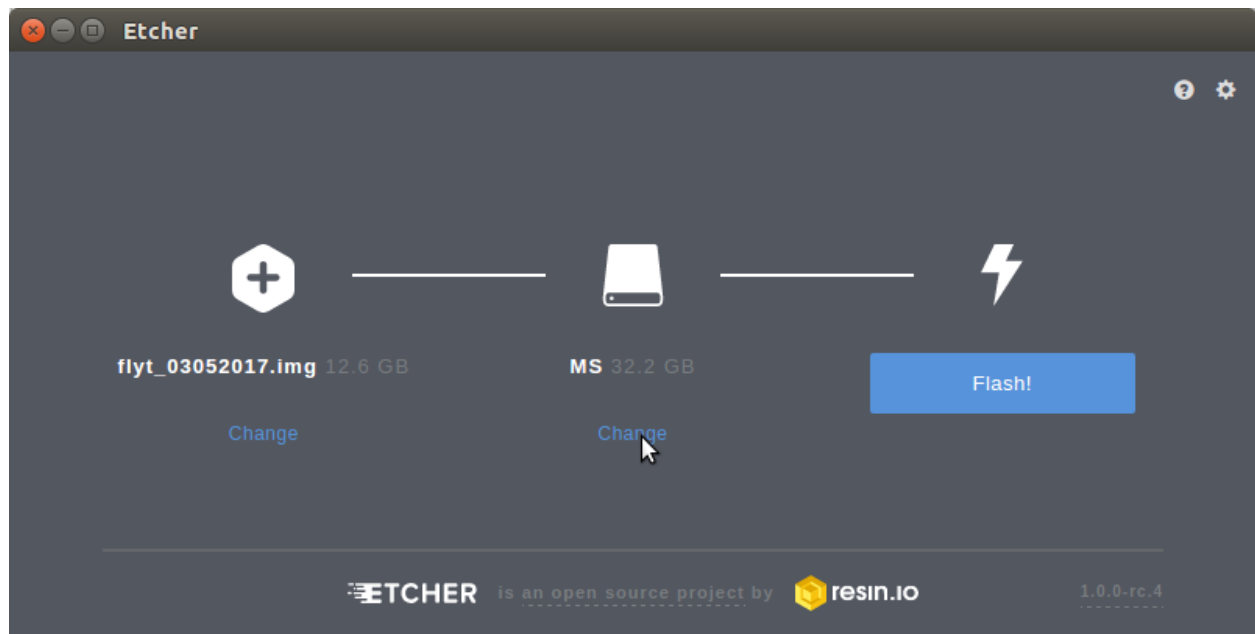 Etcher
flyt_03052017.img 12.6 GB
MS 32.2 GB
Flash!
Change
Change
ETCHER is an open source project by resin.io
1.0.0-rc.4